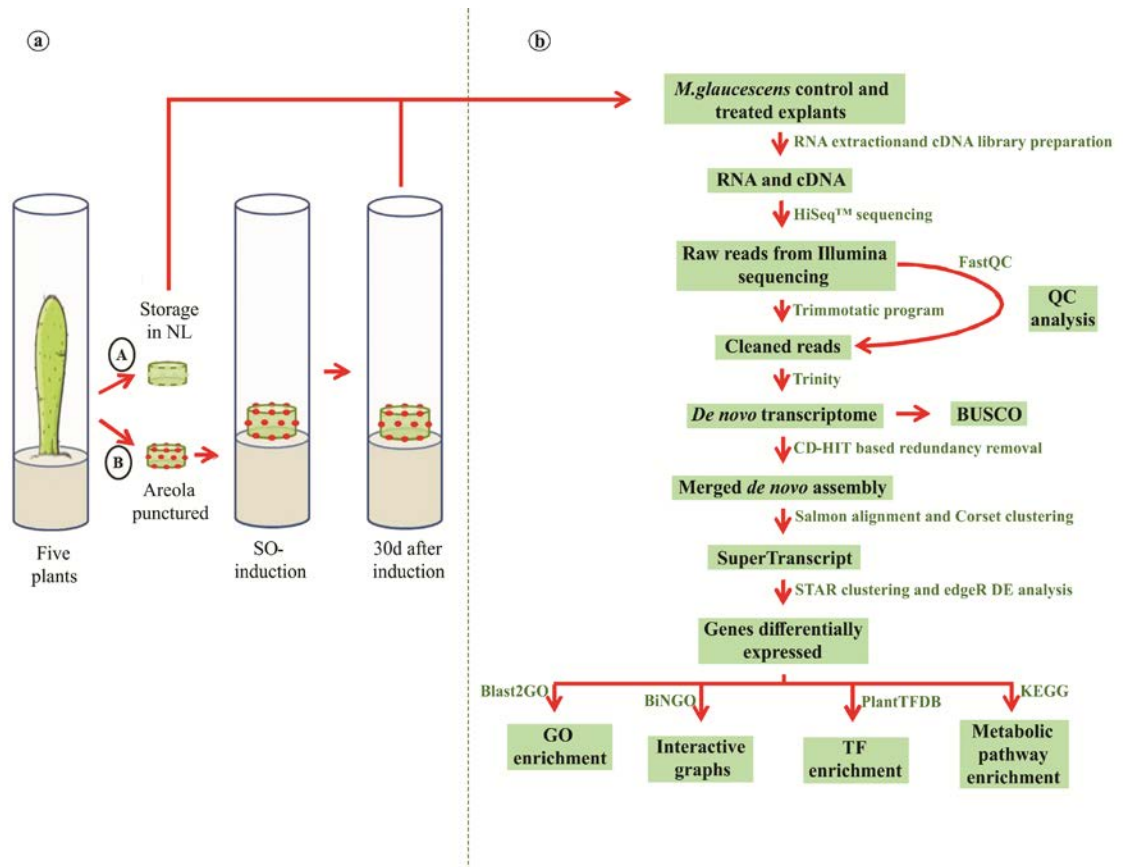 a
Storage
in NL
A
B
Areola
punctured
Five
plants
SO-
induction
30d after
induction
b
M.glaucescens control and
treated explants
RNA extractionand cDNA library preparation
RNA and cDNA
HiSeq™ sequencing
Raw reads from Illumina
sequencing
FastQC
QC
analysis
Trimmotatic program
Cleaned reads
Trinity
De novo transcriptome
BUSCO
CD-HIT based redundancy removal
Merged de novo assembly
Salmon alignment and Corset clustering
SuperTranscript
STAR clustering and edgeR DE analysis
Genes differentially
expressed
Blast2GO
BiNGO
PlantTFDB
KEGG
GO
enrichment
Interactive
graphs
TF
enrichment
Metabolic
pathway
enrichment